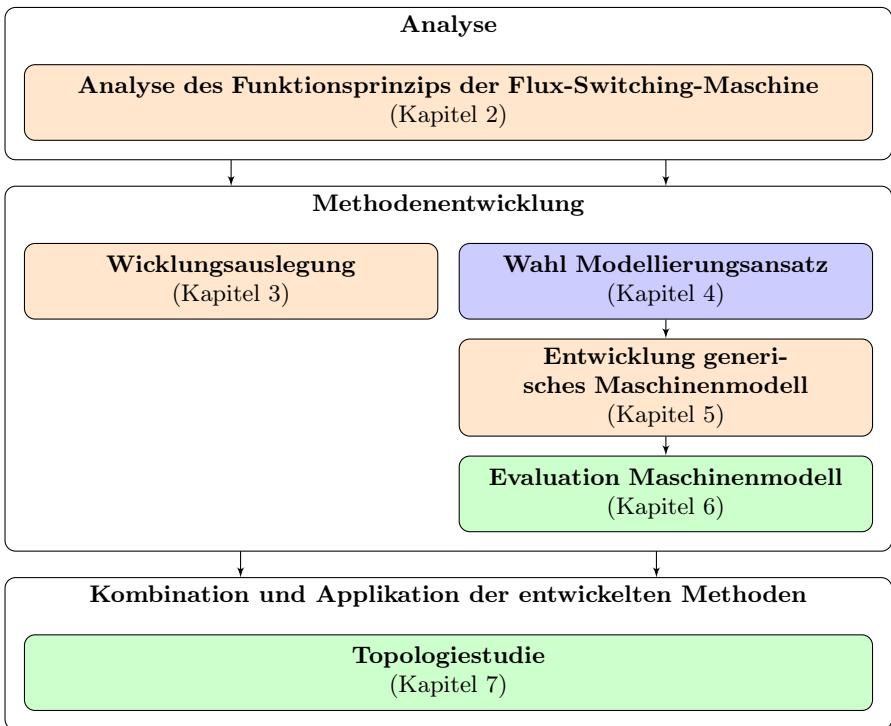 Analyse
Analyse des Funktionsprinzips der Flux-Switching-Maschine
(Kapitel 2)
Methodenentwicklung
Wicklungsauslegung
(Kapitel 3)
Wahl Modellierungsansatz
(Kapitel 4)
Entwicklung generi-
sches Maschinenmodell
(Kapitel 5)
Evaluation Maschinenmodell
(Kapitel 6)
Kombination und Applikation der entwickelten Methoden
Topologiestudie
(Kapitel 7)